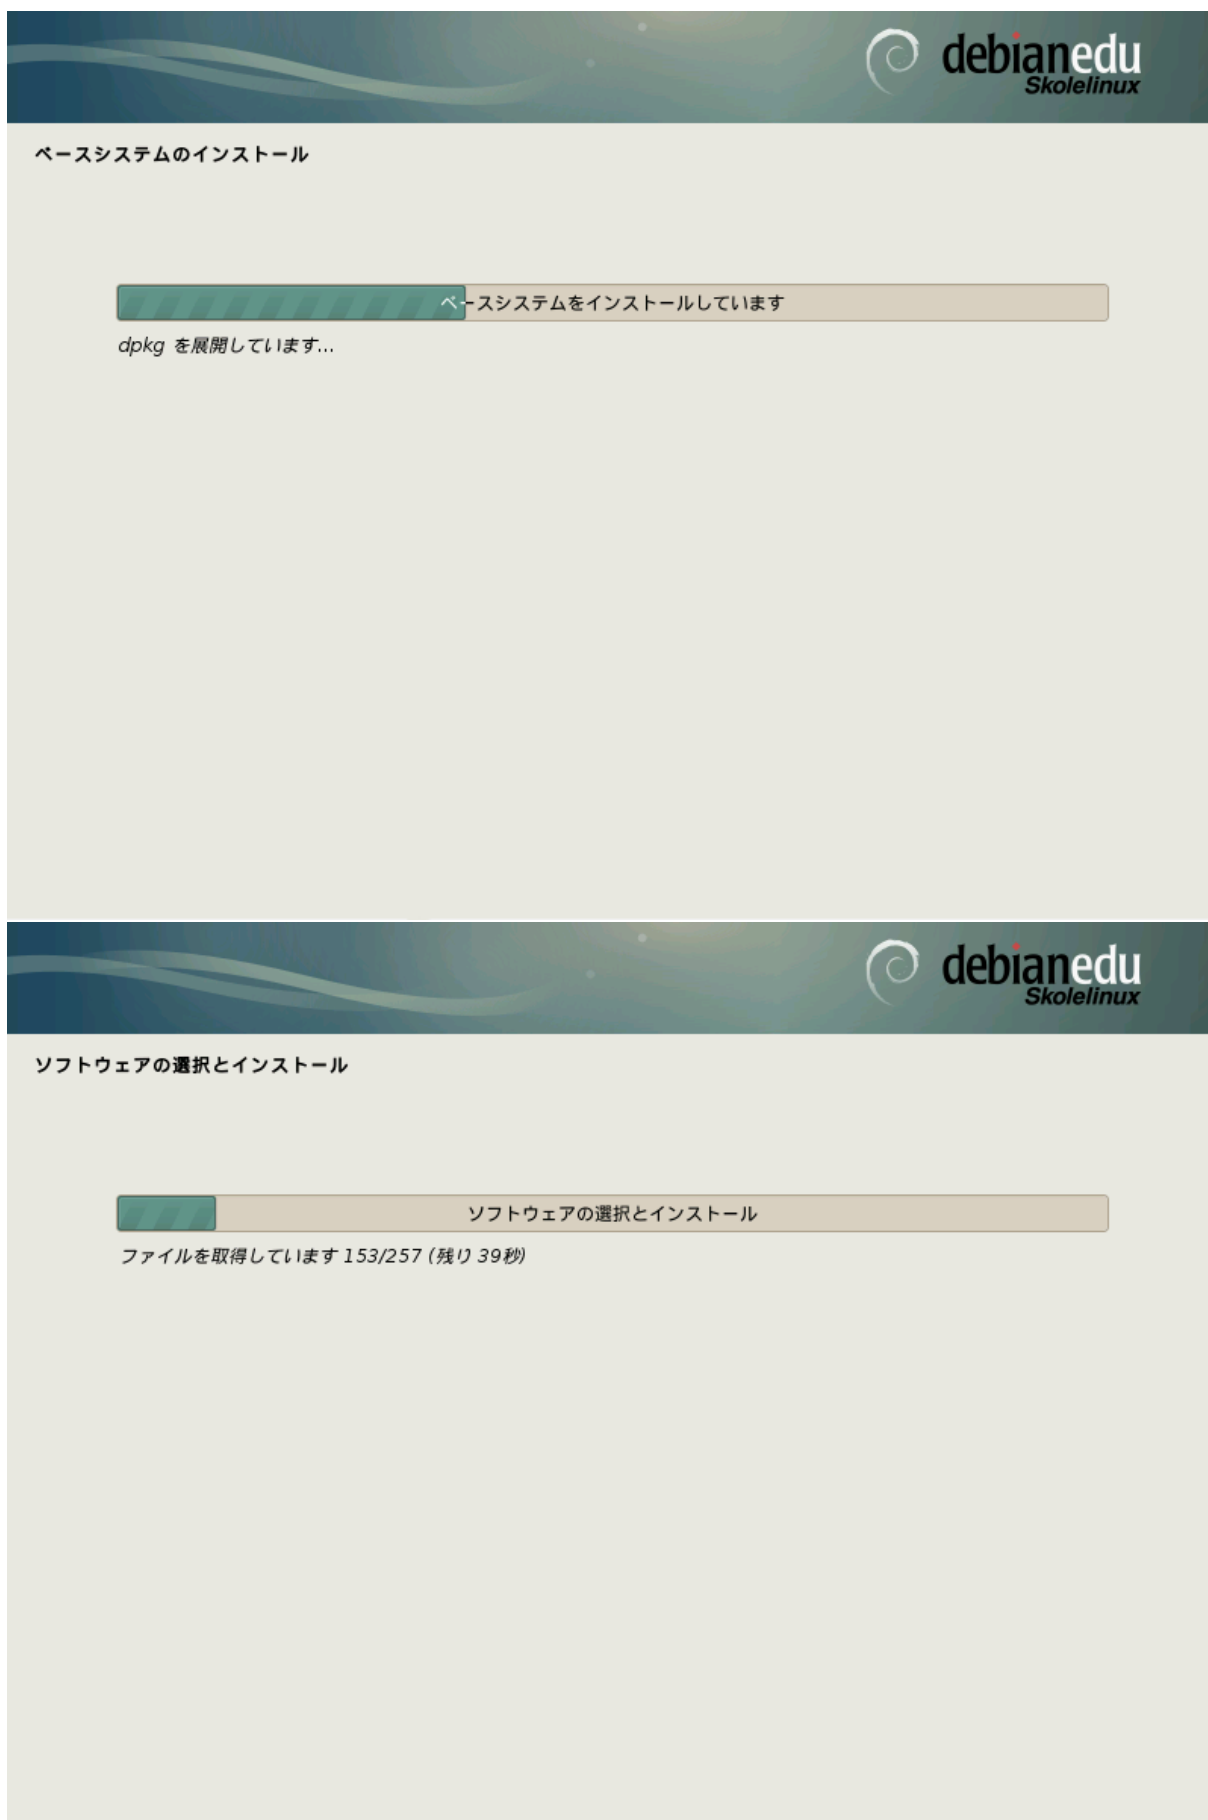 debianedu
Skolelinux
ベースシステムのインストール
ベースシステムをインストールしています
dpkg を展開しています...
debianedu
Skolelinux
ソフトウェアの選択とインストール
ソフトウェアの選択とインストール
ファイルを取得しています 153/257 (残り 39秒)